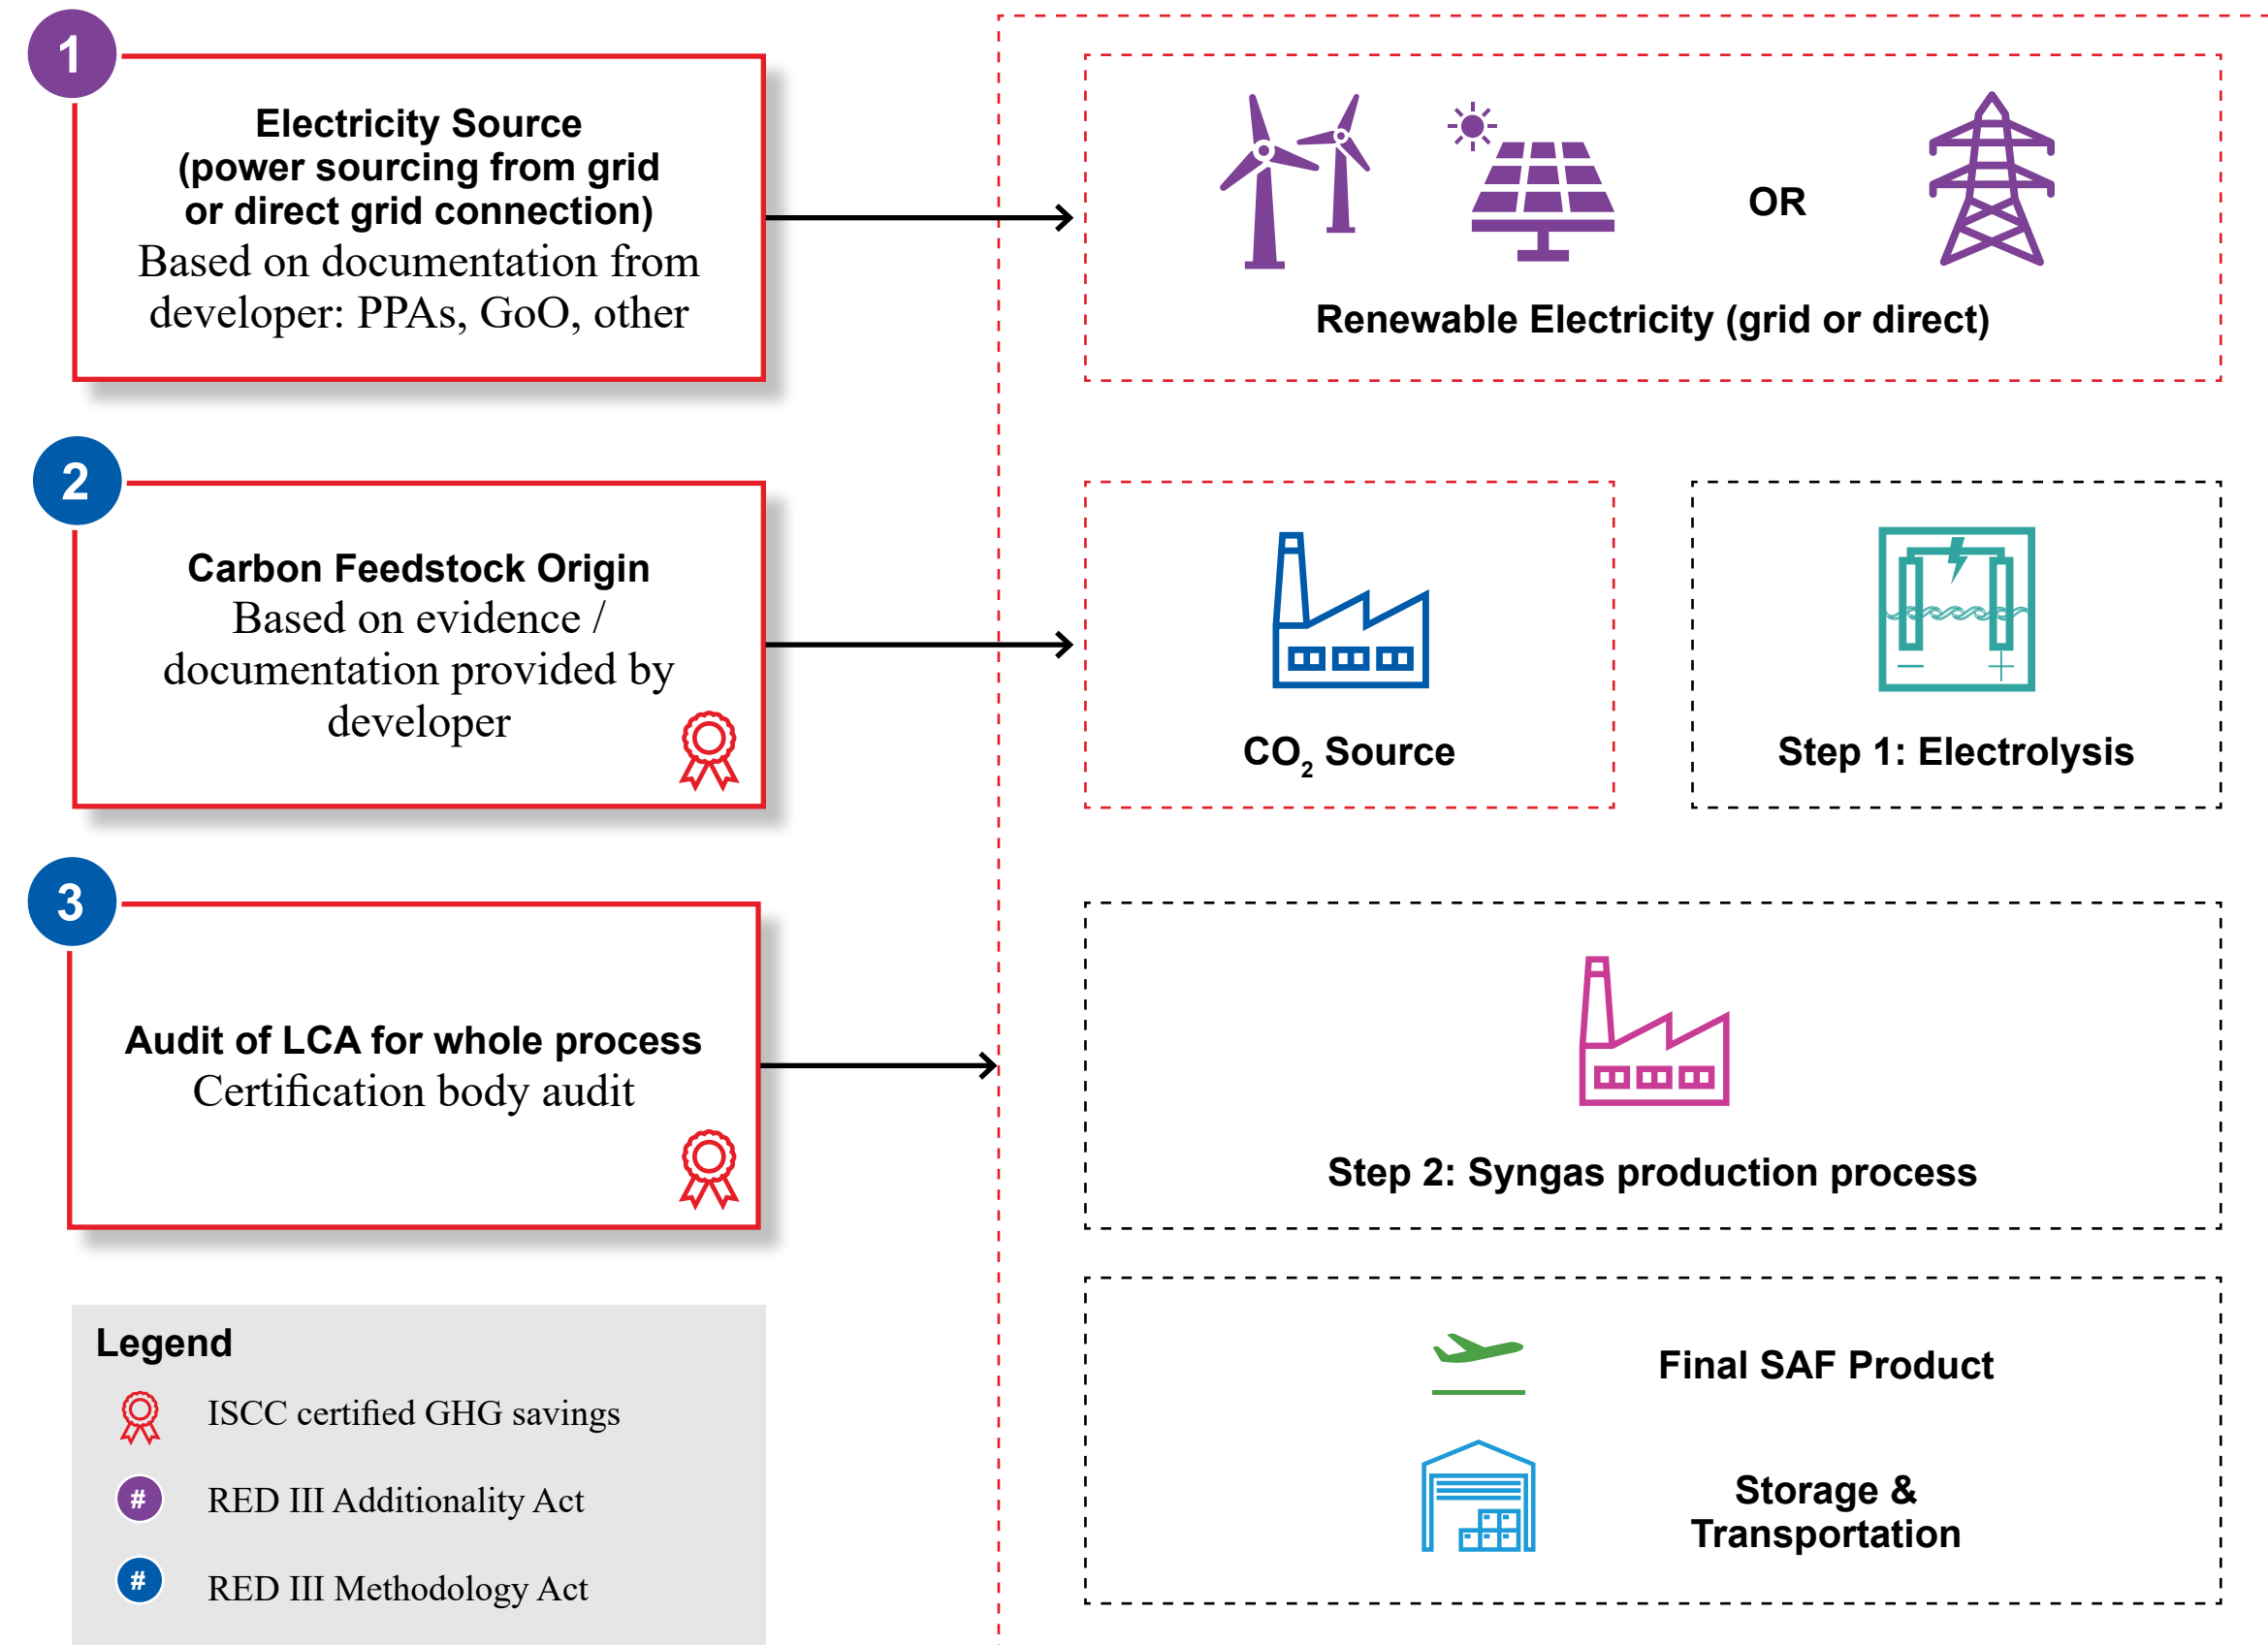 1
Electricity Source
(power sourcing from grid
or direct grid connection)
Based on documentation from
developer: PPAs, GoO, other
OR
Renewable Electricity (grid or direct)
2
Carbon Feedstock Origin
Based on evidence /
documentation provided by
developer
CO₂ Source
Step 1: Electrolysis
3
Audit of LCA for whole process
Certification body audit
Step 2: Syngas production process
Final SAF Product
Storage &
Transportation
Legend
ISCC certified GHG savings
# RED III Additionality Act
# RED III Methodology Act